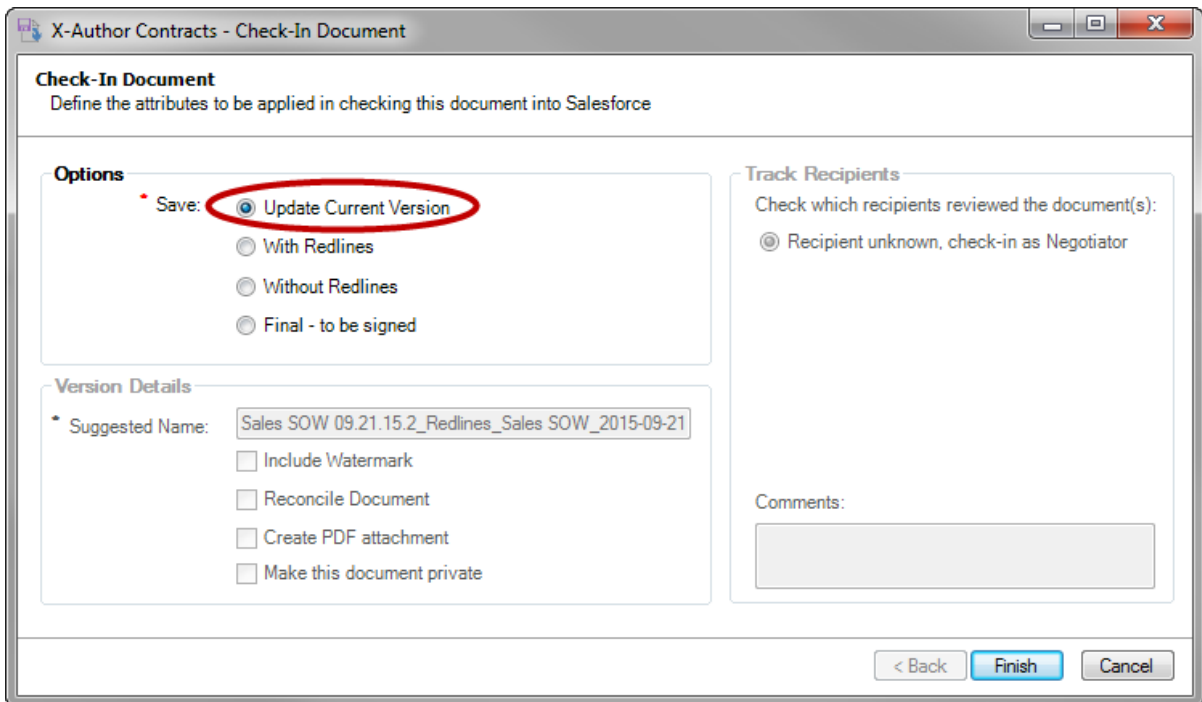 X-Author Contracts - Check-In Document
Check-In Document
Define the attributes to be applied in checking this document into Salesforce
Options
* Save:
Update Current Version
With Redlines
Without Redlines
Final - to be signed
Version Details
* Suggested Name:
Sales SOW 09.21.15.2_Redlines_Sales SOW_2015-09-21
Include Watermark
Reconcile Document
Create PDF attachment
Make this document private
Track Recipients
Check which recipients reviewed the document(s):
Recipient unknown, check-in as Negotiator
Comments:
< Back
Finish
Cancel